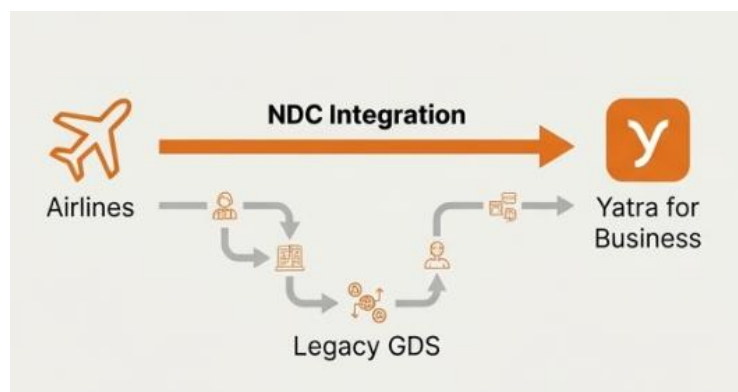 NDC Integration
Airlines
y
Yatra for
Business
Legacy GDS